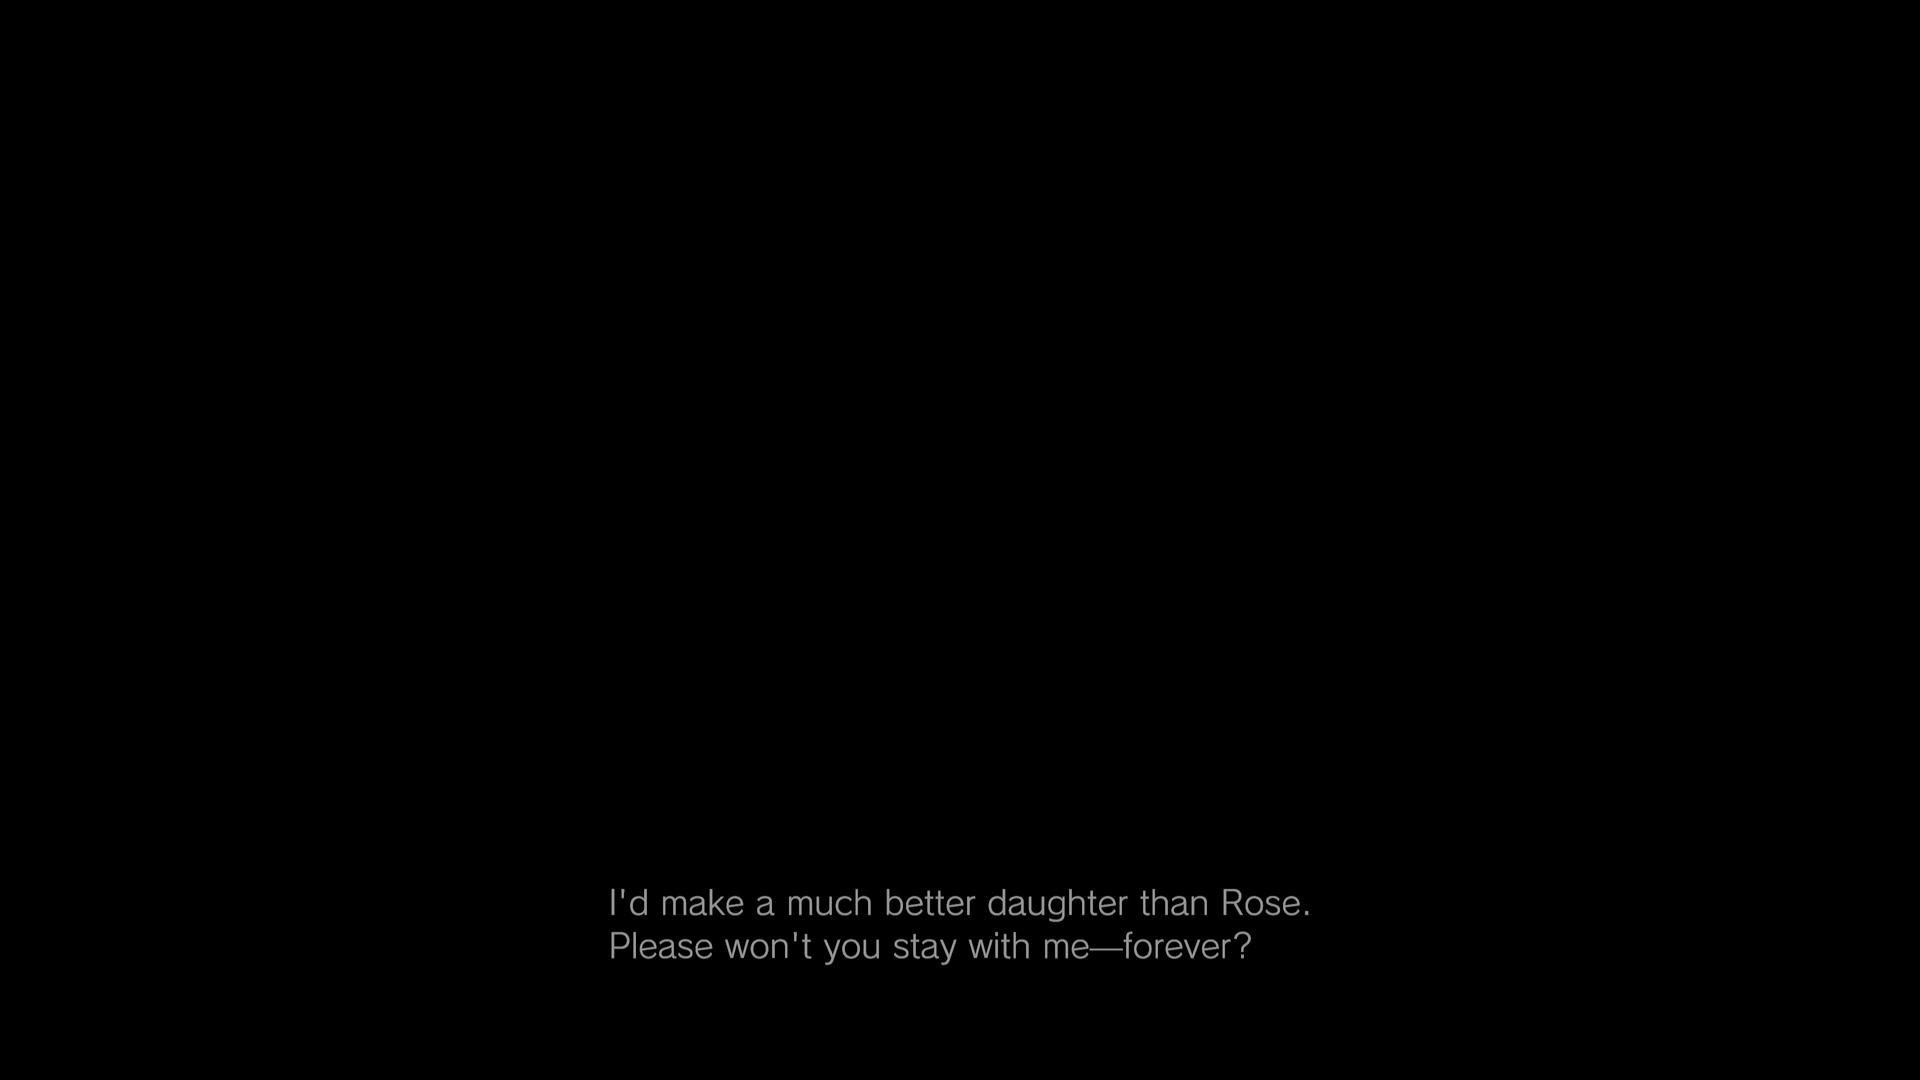 I'd make a much better daughter than Rose.
Please won't you stay with me—forever?